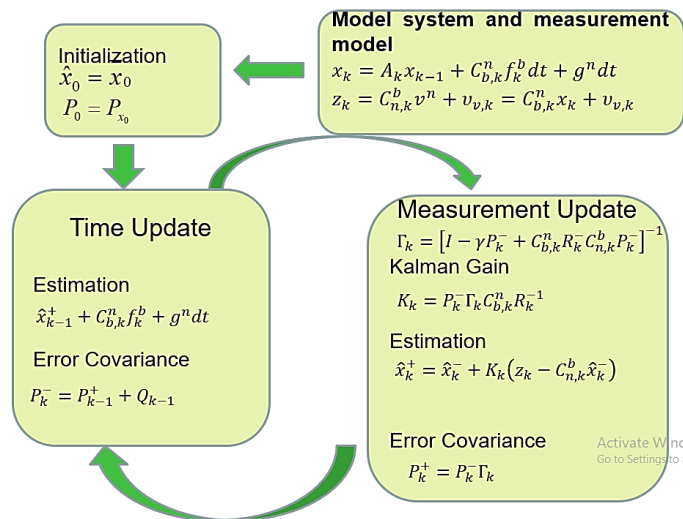 Model system and measurement
model
x_k = A_k x_{k-1} + C^n_{b,k} f^b_k dt + g^n dt
z_k = C^b_{n,k} v^n + υ_{v,k} = C^n_{b,k} x_k + υ_{v,k}
Initialization
x̂_0 = x̄_0
P_0 = P_{x_0}
Time Update
Estimation
x̂^+_{k-1} + C^n_{b,k} f^b_k + g^n dt
Error Covariance
P^-_k = P^+_{k-1} + Q_{k-1}
Measurement Update
Γ_k = [I − γP^-_k + C^n_{b,k} R^-_k C^b_{n,k} P^-_k]^{-1}
Kalman Gain
K_k = P^-_k Γ_k C^n_{b,k} R^{-1}_k
Estimation
x̂^+_k = x̂^-_k + K_k(z_k − C^b_{n,k} x̂^-_k)
Error Covariance
P^+_k = P^-_k Γ_k
Activate Wind
Go to Settings to